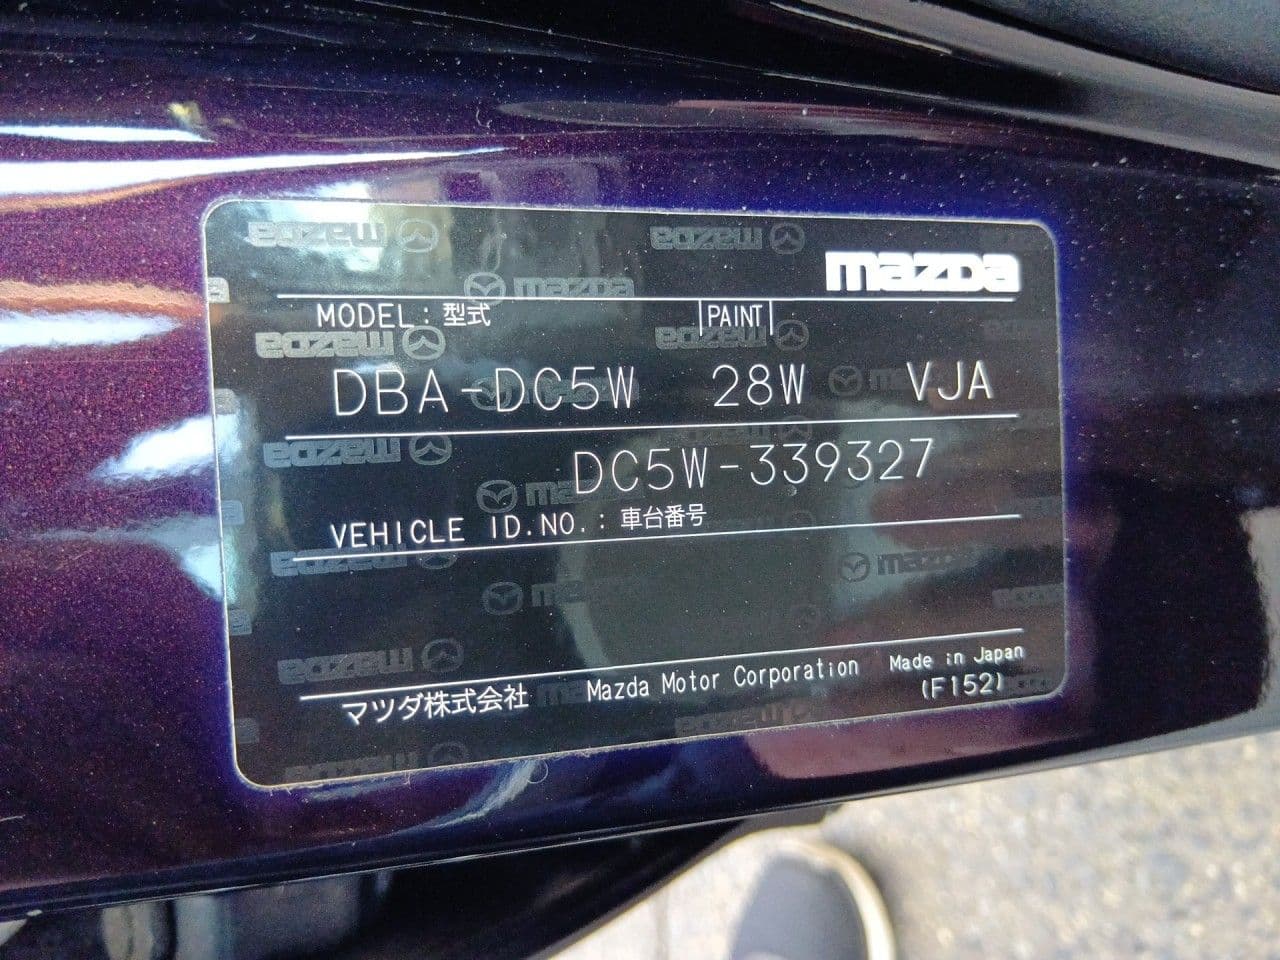 mazda
MODEL : 型式 |PAINT|
DBA-DC5W 28W VJA
DC5W-339327
VEHICLE ID.NO. : 車台番号
マツダ株式会社 Mazda Motor Corporation Made in Japan
(F152)